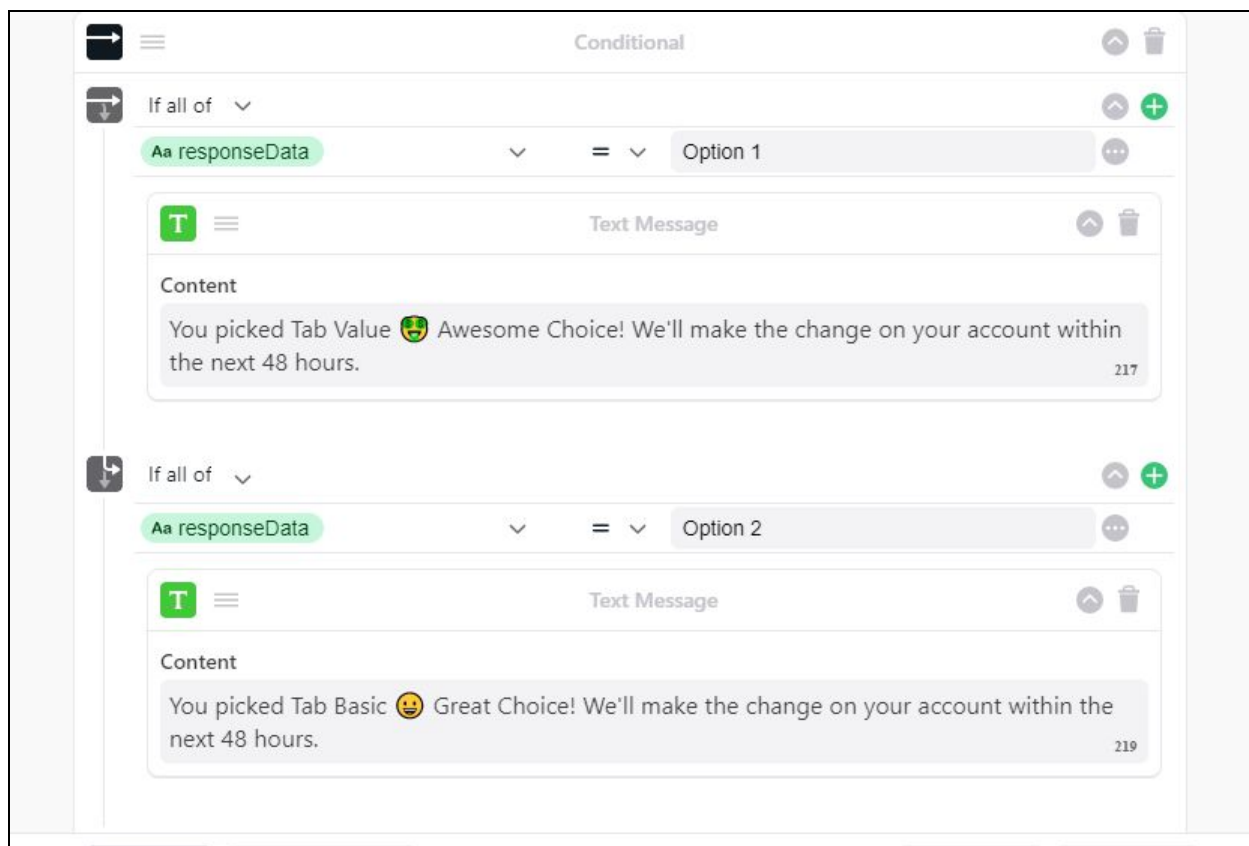 Conditional
If all of
Aa responseData = Option 1
T Text Message
Content
You picked Tab Value 🤑 Awesome Choice! We'll make the change on your account within
the next 48 hours.
217
If all of
Aa responseData = Option 2
T Text Message
Content
You picked Tab Basic 😀 Great Choice! We'll make the change on your account within the
next 48 hours.
219